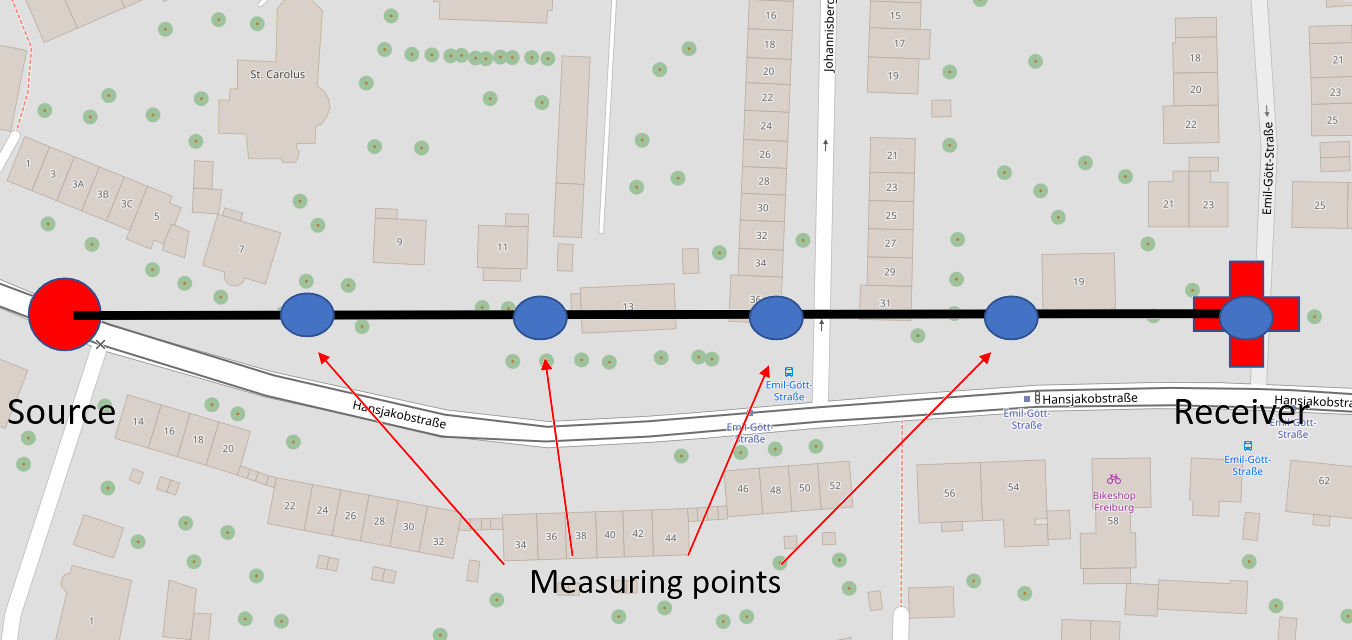 16
15
18
17
20
19
22
24
26
28
30
32
34
36
St. Carolus
Johannisberg
21
23
25
27
29
31
18
20
22
21
23
25
21
23
25
Emil-Gött-Straße
1
3
3A
3B
3C
5
7
9
11
13
19
Source
Receiver
Hansjakobstraße
Hansjakobstraße
Hansjakobstra
Emil-Gött-
Straße
Emil-Gött-
Straße
Emil-Gött-
Straße
Emil-Gött-
Straße
Emil-Gött-
Straße
14
16
18
20
22
24
26
28
30
32
34
36
38
40
42
44
46
48
50
52
56
54
Bikeshop
Freiburg
58
62
Measuring points
1